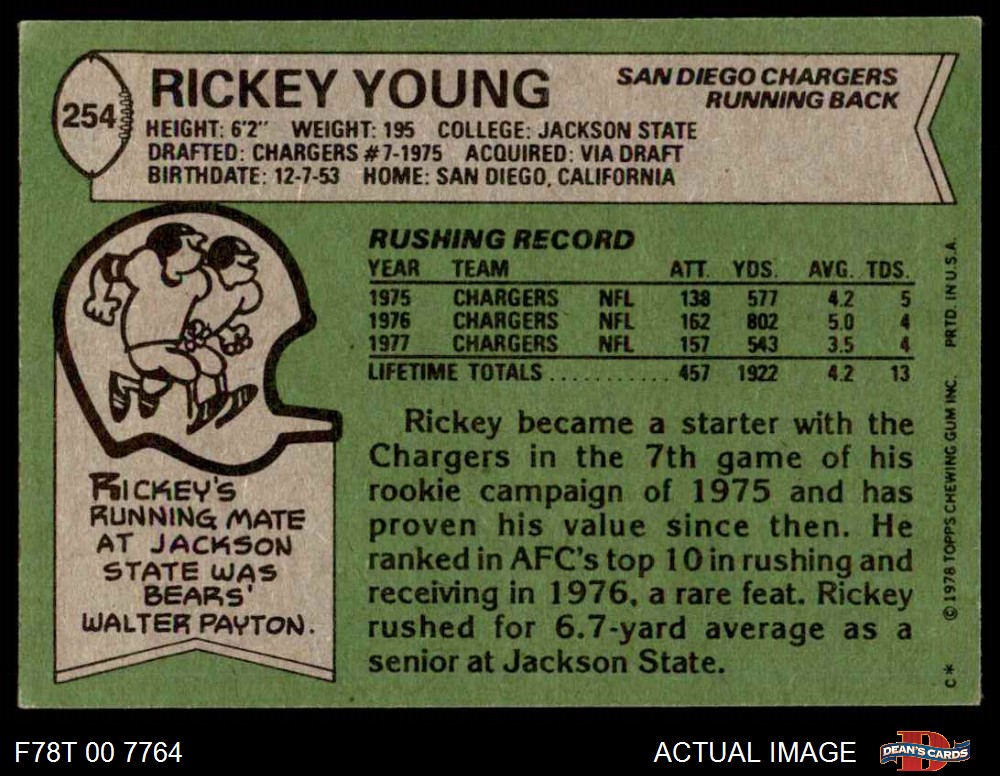 254
RICKEY YOUNG
SAN DIEGO CHARGERS
RUNNING BACK
HEIGHT: 6'2" WEIGHT: 195 COLLEGE: JACKSON STATE
DRAFTED: CHARGERS #7-1975 ACQUIRED: VIA DRAFT
BIRTHDATE: 12-7-53 HOME: SAN DIEGO, CALIFORNIA
RUSHING RECORD
YEAR TEAM ATT. YDS. AVG. TDS.
1975 CHARGERS NFL 138 577 4.2 5
1976 CHARGERS NFL 162 802 5.0 4
1977 CHARGERS NFL 157 543 3.5 4
LIFETIME TOTALS........... 457 1922 4.2 13
Rickey became a starter with the
Chargers in the 7th game of his
rookie campaign of 1975 and has
proven his value since then. He
ranked in AFC's top 10 in rushing and
receiving in 1976, a rare feat. Rickey
rushed for 6.7-yard average as a
senior at Jackson State.
RICKEY'S
RUNNING MATE
AT JACKSON
STATE WAS
BEARS'
WALTER PAYTON.
C* © 1978 TOPPS CHEWING GUM INC. PRTD. IN U.S.A.
F78T 00 7764
ACTUAL IMAGE
D
DEAN'S CARDS